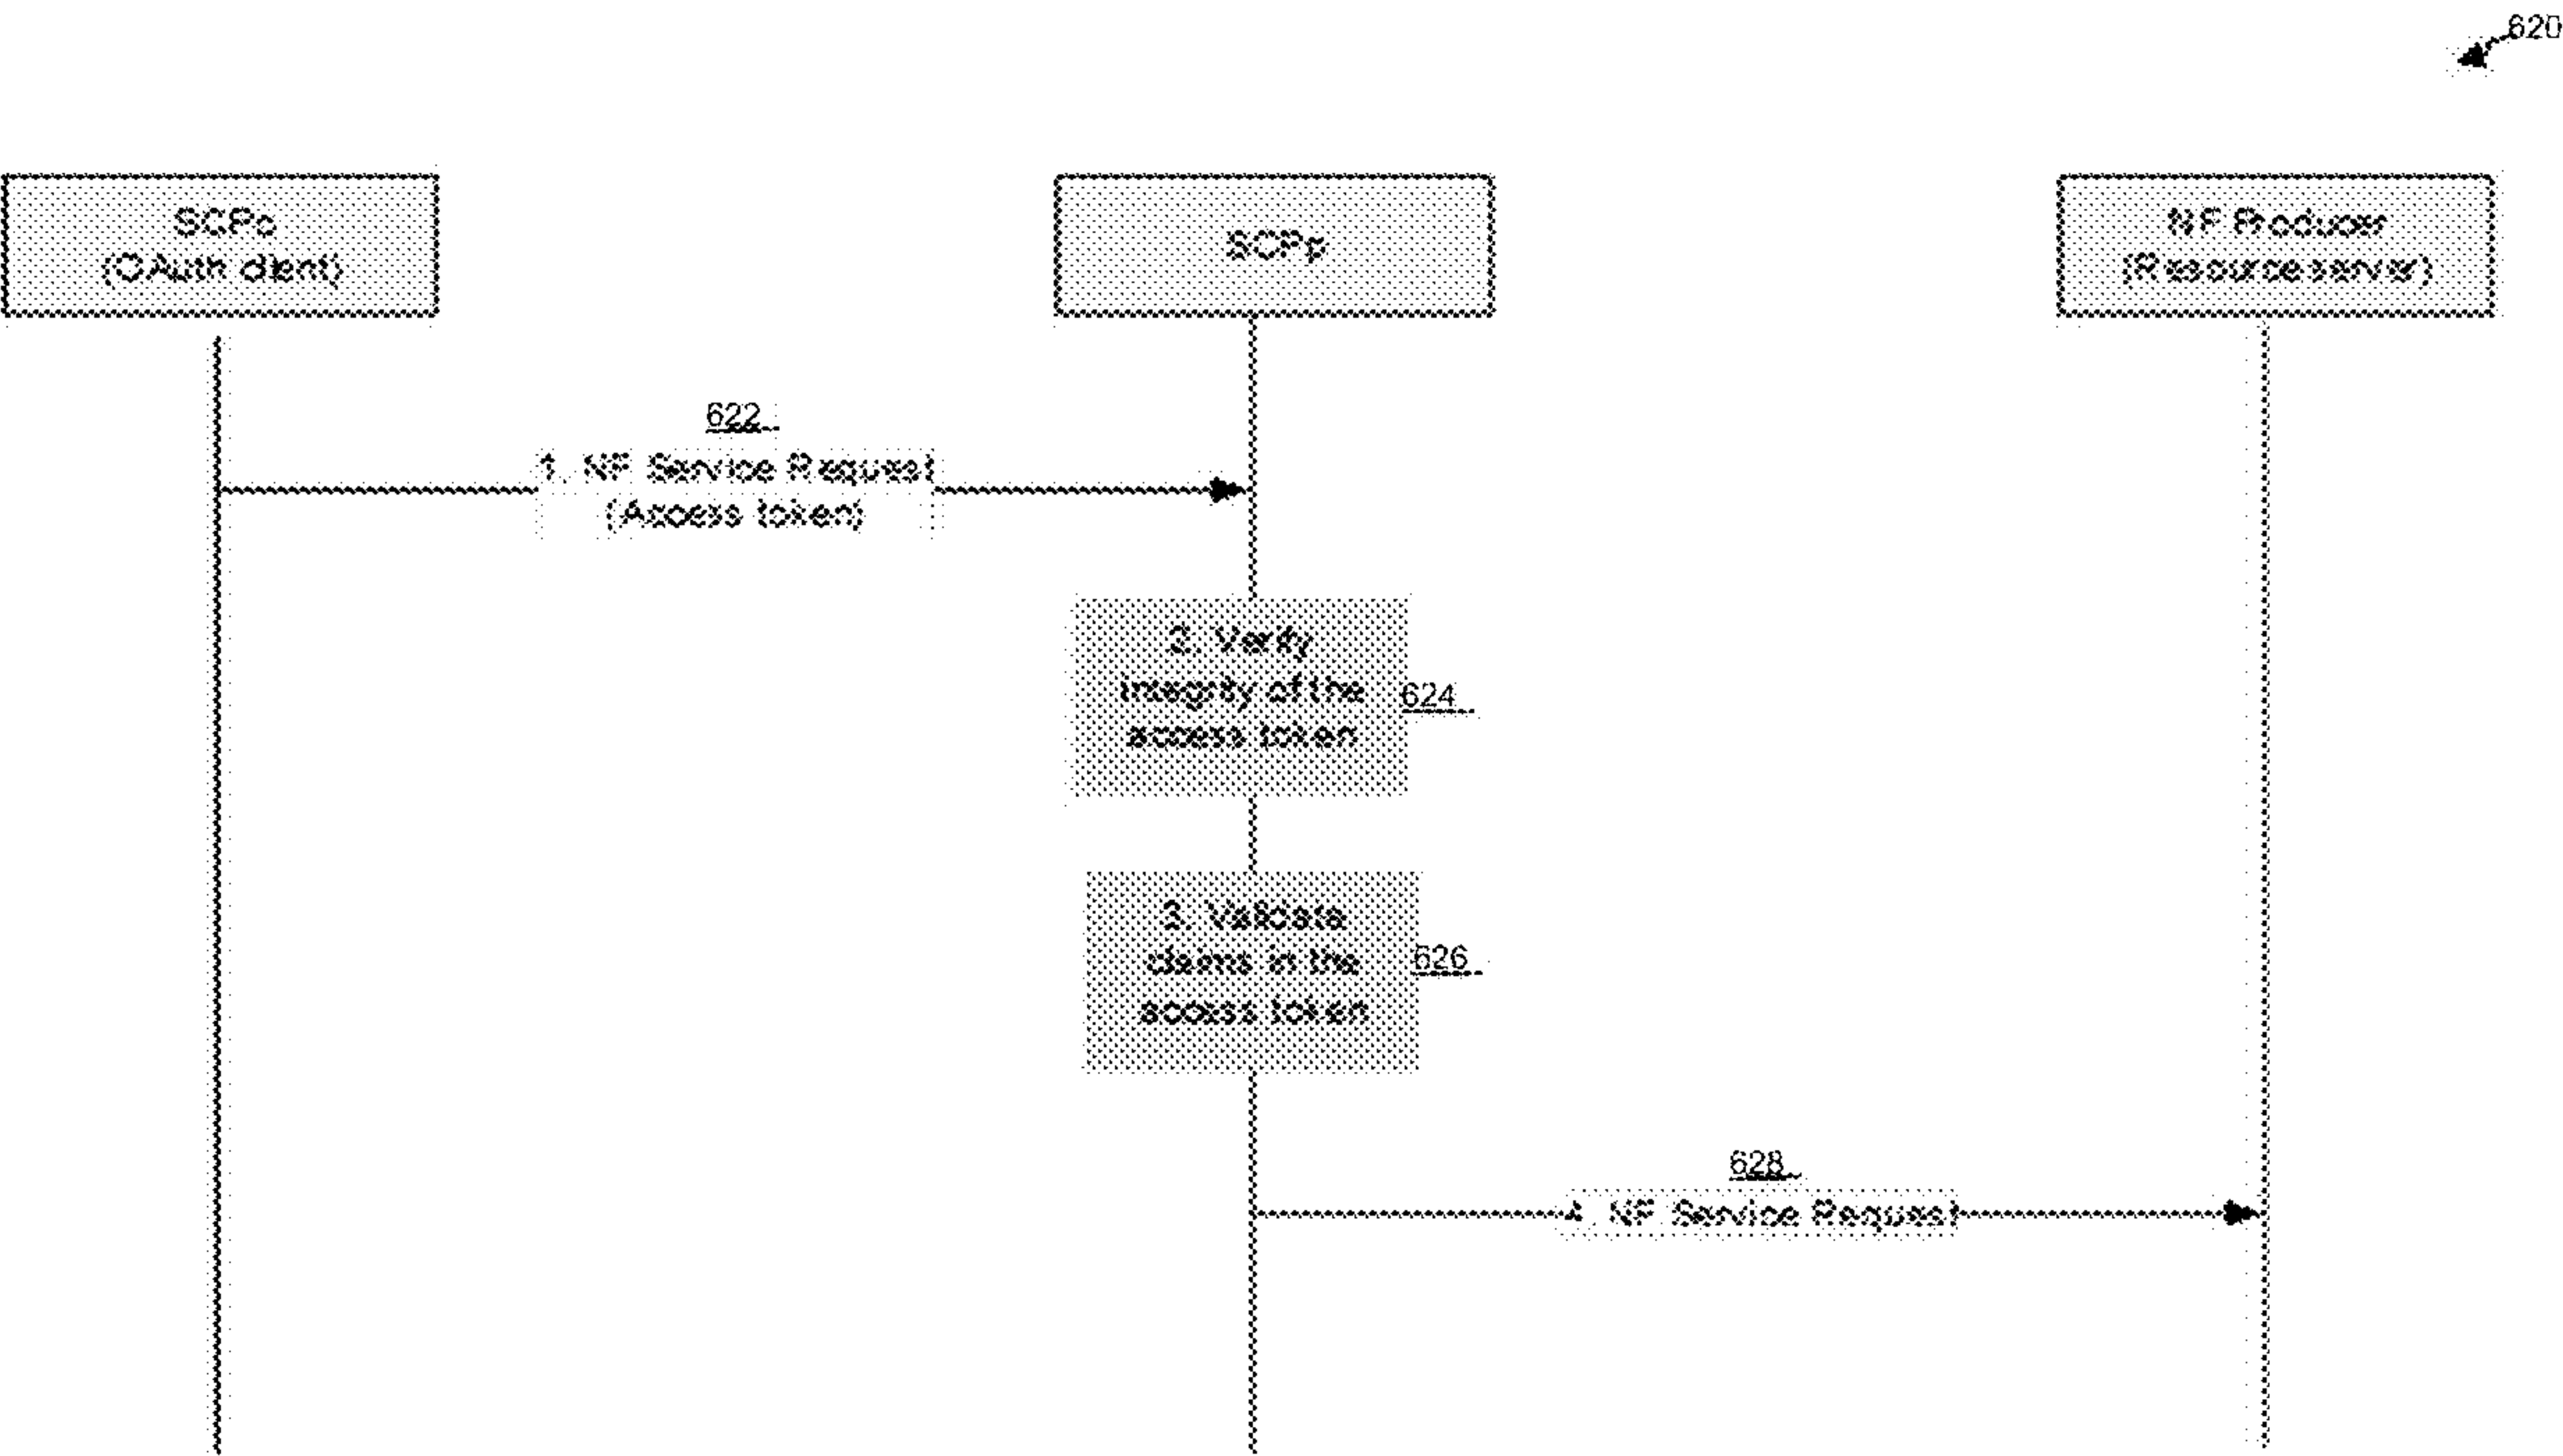 620
SCPc
(OAuth client)
SCPp
NF Producer
(Resource server)
622
1. NF Service Request
(Access token)
2. Verify
integrity of the
access token
624
3. Validate
claims in the
access token
626
628
4. NF Service Request